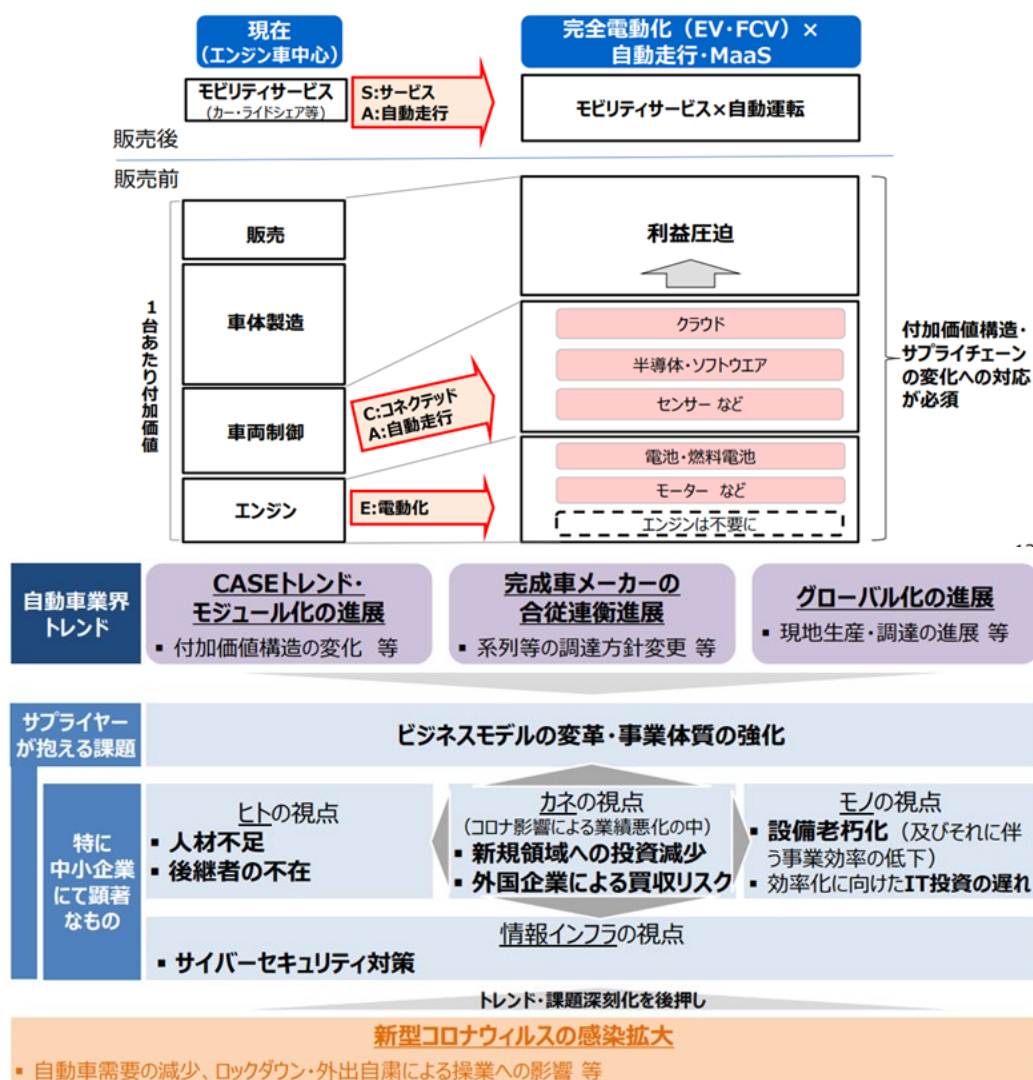 現在
(エンジン車中心)
完全電動化（EV・FCV）×
自動走行・MaaS
モビリティサービス
(カー・ライドシェア等)
S:サービス
A:自動走行
モビリティサービス×自動運転
販売後
販売前
1台あたり付加価値
販売
車体製造
車両制御
エンジン
C:コネクテッド
A:自動走行
E:電動化
利益圧迫
クラウド
半導体・ソフトウエア
センサー など
電池・燃料電池
モーター など
エンジンは不要に
付加価値構造・
サプライチェーン
の変化への対応
が必須
自動車業界
トレンド
CASEトレンド・
モジュール化の進展
▪ 付加価値構造の変化 等
完成車メーカーの
合従連衡進展
▪ 系列等の調達方針変更 等
グローバル化の進展
▪ 現地生産・調達の進展 等
サプライヤー
が抱える課題
ビジネスモデルの変革・事業体質の強化
特に
中小企業
にて顕著
なもの
ヒトの視点
▪ 人材不足
▪ 後継者の不在
カネの視点
(コロナ影響による業績悪化の中)
▪ 新規領域への投資減少
▪ 外国企業による買収リスク
モノの視点
▪ 設備老朽化（及びそれに伴
う事業効率の低下）
▪ 効率化に向けたIT投資の遅れ
情報インフラの視点
▪ サイバーセキュリティ対策
トレンド・課題深刻化を後押し
新型コロナウィルスの感染拡大
▪ 自動車需要の減少、ロックダウン・外出自粛による操業への影響 等